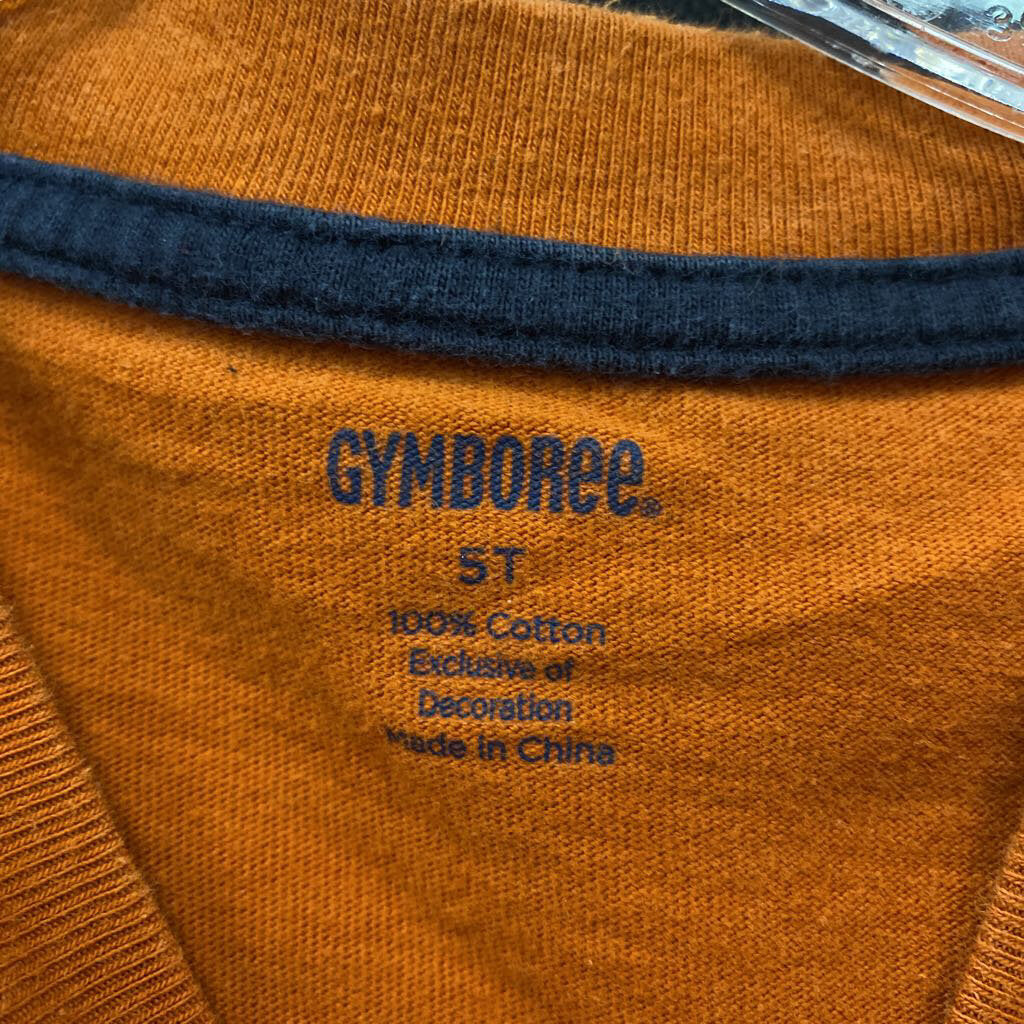 GYMBORee®
5T
100% Cotton
Exclusive of
Decoration
Made in China